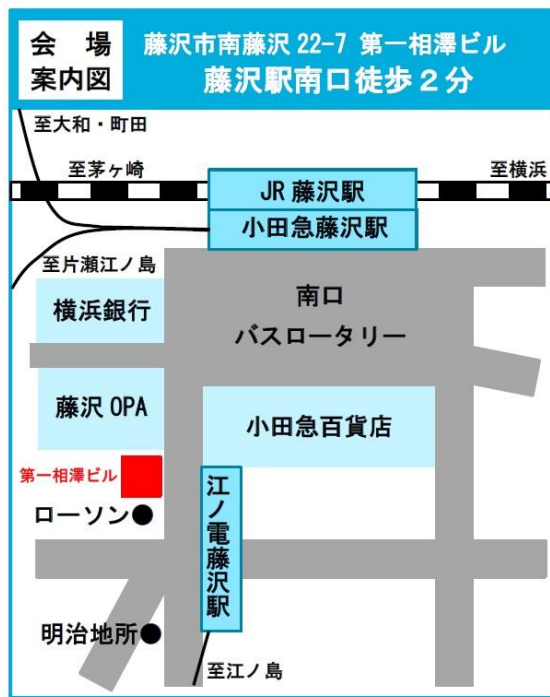 会場
案内図
藤沢市南藤沢 22-7 第一相澤ビル
藤沢駅南口徒歩２分
至大和・町田
至茅ヶ崎
至横浜
JR 藤沢駅
小田急藤沢駅
至片瀬江ノ島
南口
バスロータリー
横浜銀行
藤沢 OPA
小田急百貨店
第一相澤ビル
ローソン
江ノ電藤沢駅
明治地所
至江ノ島